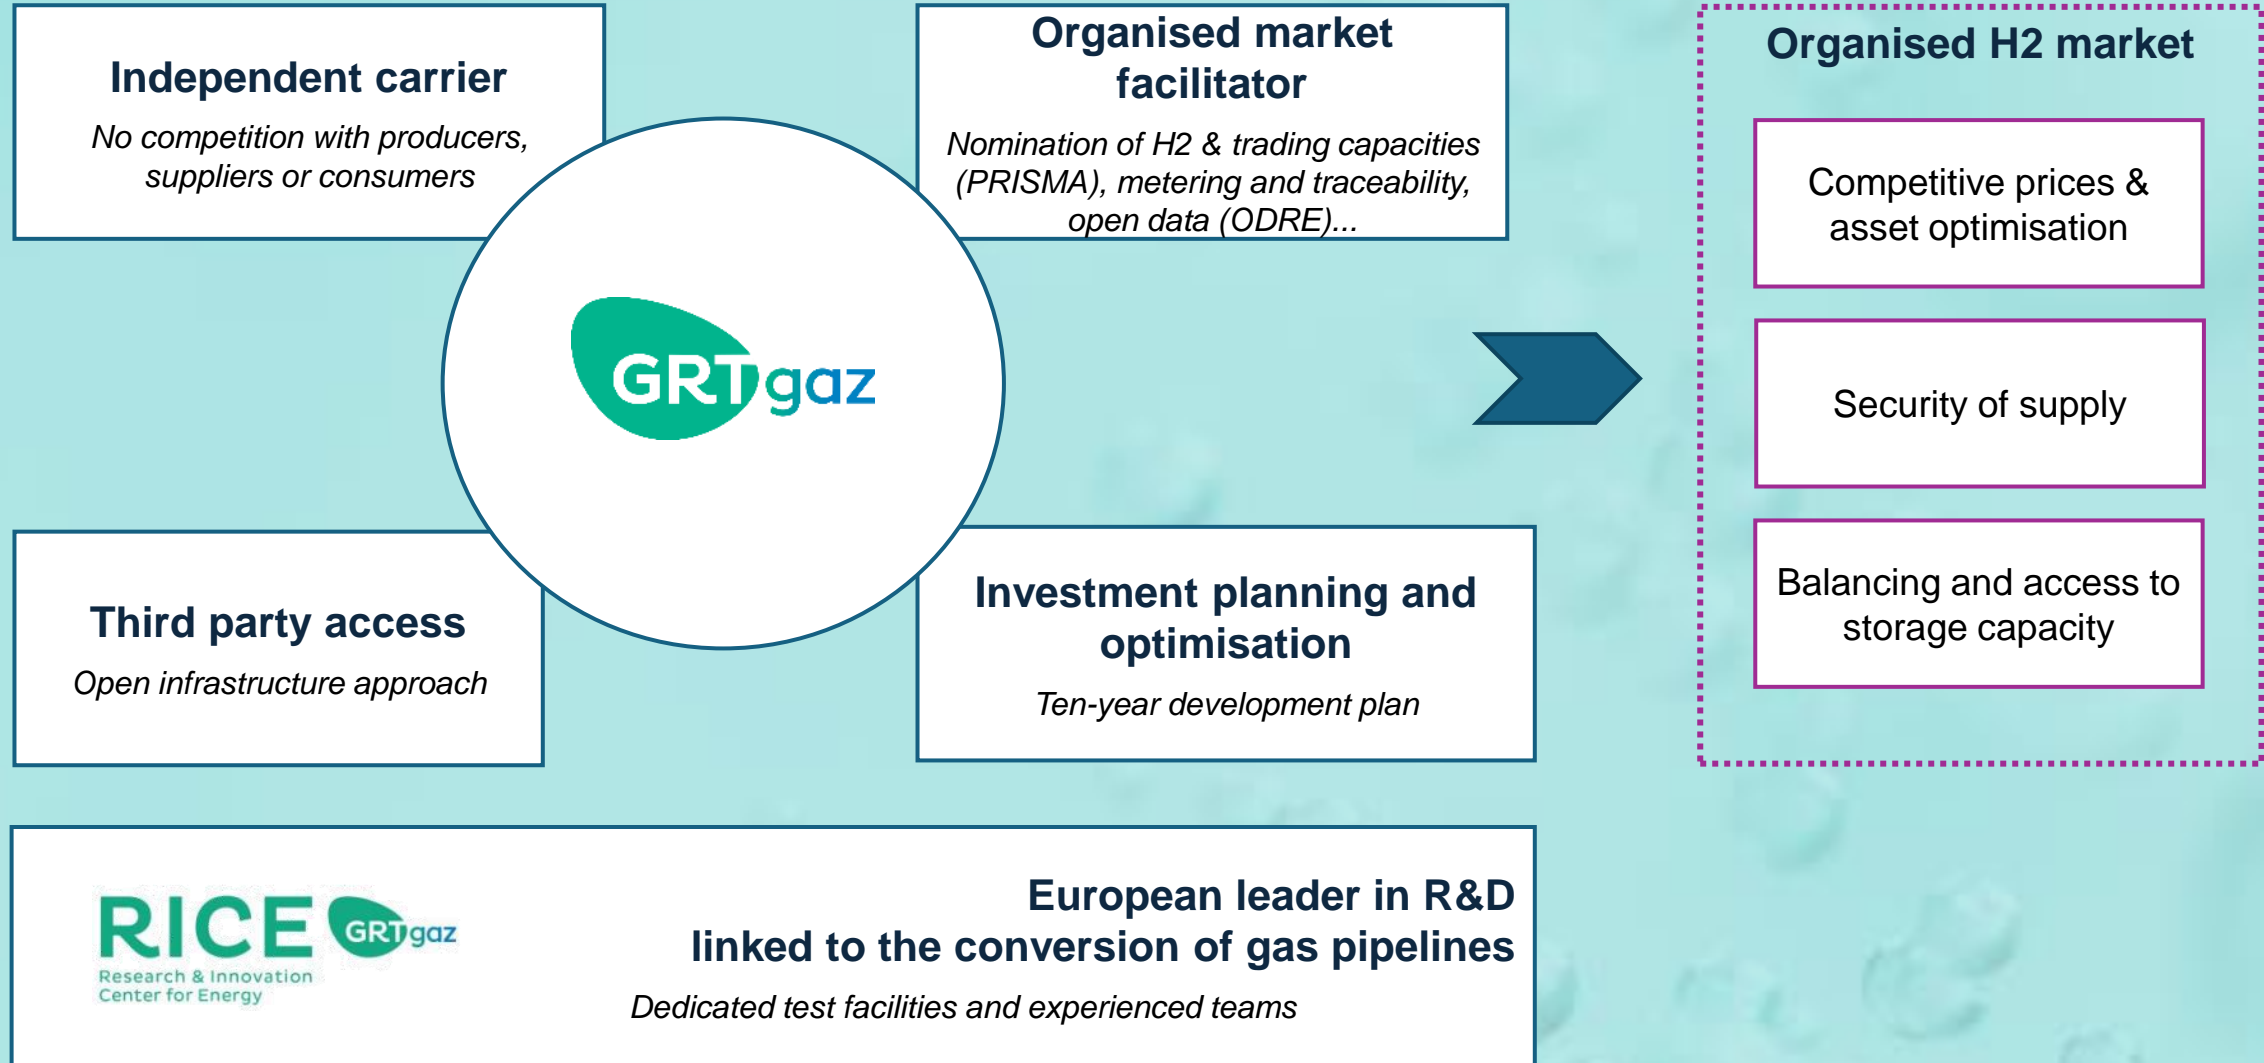 Independent carrier
No competition with producers,
suppliers or consumers
Organised market
facilitator
Nomination of H2 & trading capacities
(PRISMA), metering and traceability,
open data (ODRE)...
GRTgaz
Third party access
Open infrastructure approach
Investment planning and
optimisation
Ten-year development plan
Organised H2 market
Competitive prices &
asset optimisation
Security of supply
Balancing and access to
storage capacity
RICE GRTgaz
Research & Innovation
Center for Energy
European leader in R&D
linked to the conversion of gas pipelines
Dedicated test facilities and experienced teams